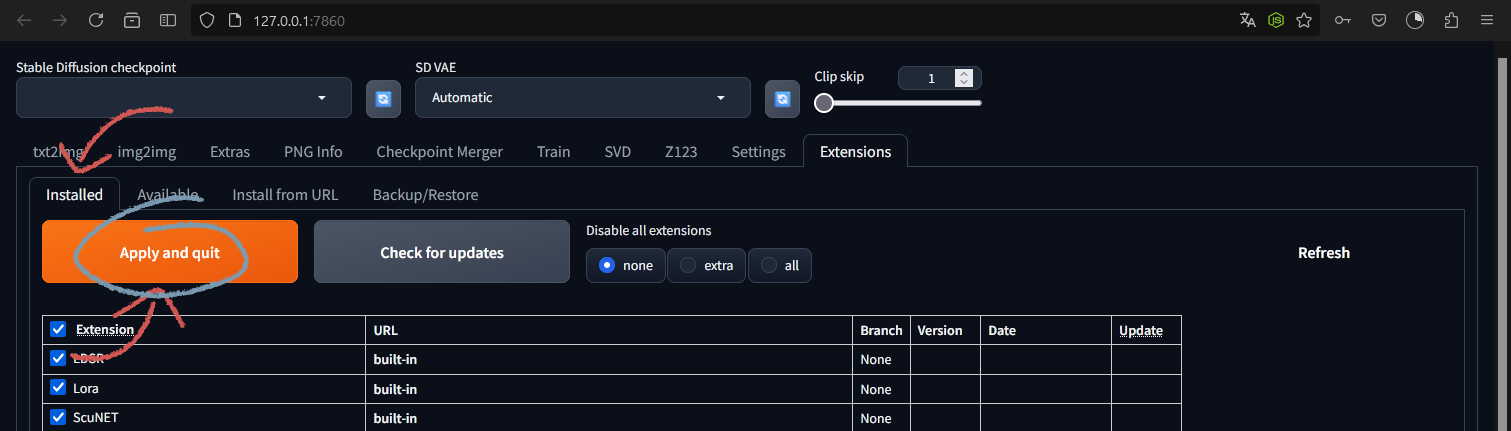 127.0.0.1:7860
Stable Diffusion checkpoint SD VAE Clip skip 1
Automatic
txt2img img2img Extras PNG Info Checkpoint Merger Train SVD Z123 Settings Extensions
Installed Available Install from URL Backup/Restore
Disable all extensions
Apply and quit Check for updates none extra all Refresh
Extension URL Branch Version Date Update
LDSR built-in None
Lora built-in None
ScuNET built-in None